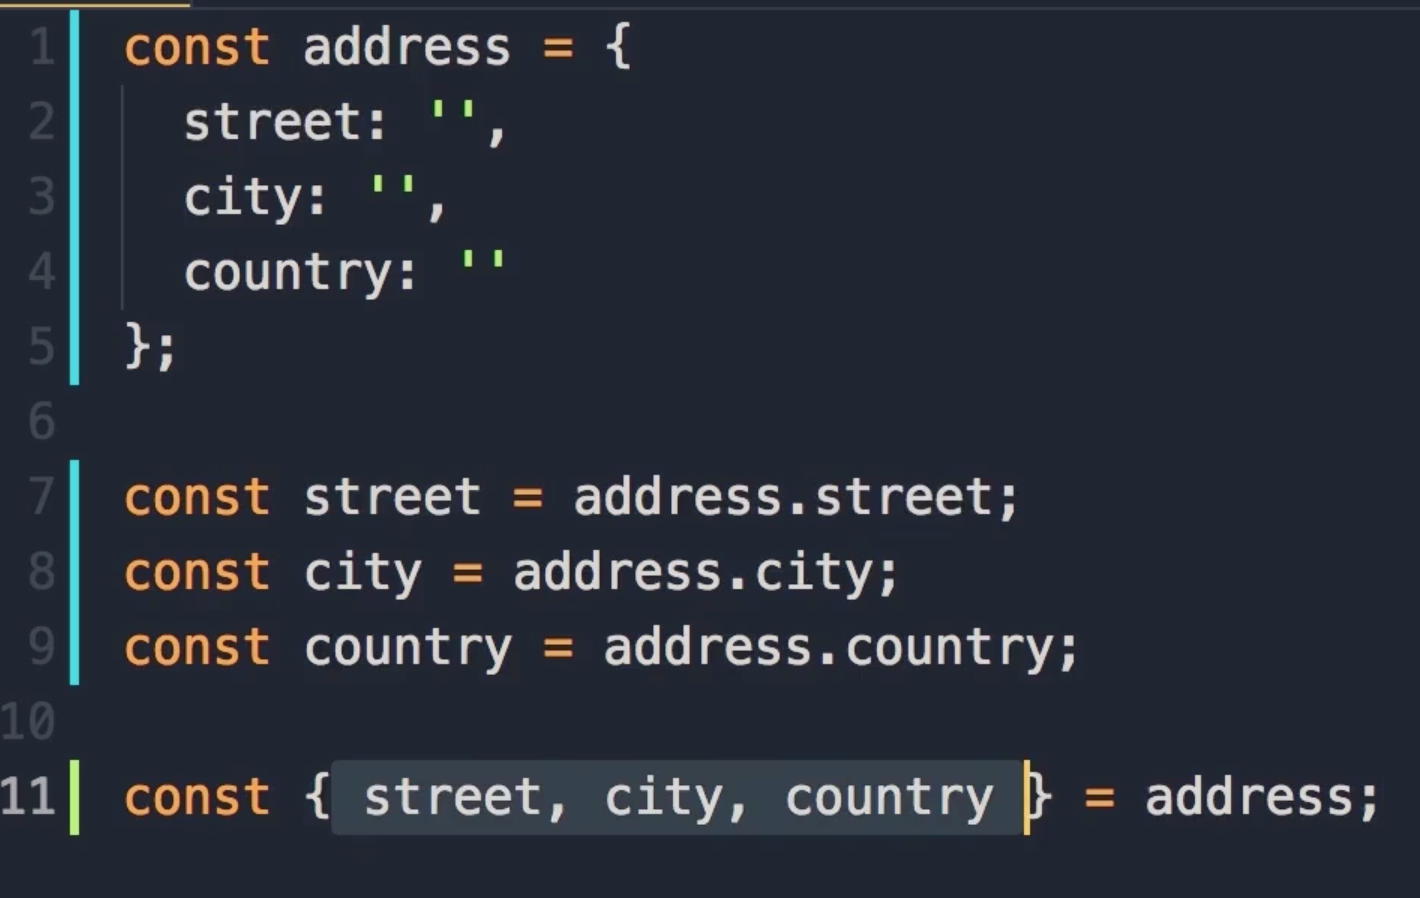 1 const address = {
2 street: '',
3 city: '',
4 country: ''
5 };
6
7 const street = address.street;
8 const city = address.city;
9 const country = address.country;
10
11 const { street, city, country } = address;